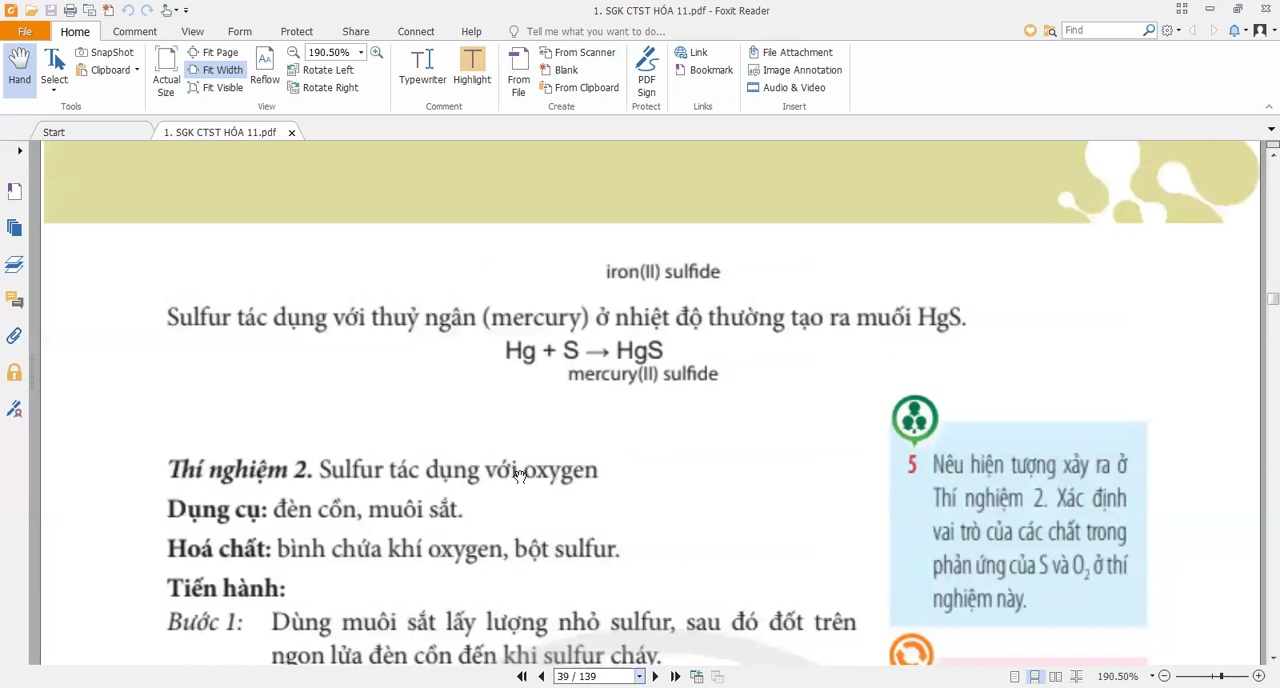 1. SGK CTST HÓA 11.pdf - Foxit Reader
File Home Comment View Form Protect Share Connect Help Tell me what you want to do... Find
Hand Select SnapShot Clipboard Actual Size Fit Page Fit Width Fit Visible Reflow 190.50% Rotate Left Rotate Right Typewriter Highlight From File From Scanner Blank From Clipboard PDF Sign Link Bookmark File Attachment Image Annotation Audio & Video
Tools View Comment Create Protect Links Insert
Start 1. SGK CTST HÓA 11.pdf
iron(II) sulfide
Sulfur tác dụng với thuỷ ngân (mercury) ở nhiệt độ thường tạo ra muối HgS.
Hg + S → HgS
mercury(II) sulfide
Thí nghiệm 2. Sulfur tác dụng với oxygen
Dụng cụ: đèn cồn, muôi sắt.
Hoá chất: bình chứa khí oxygen, bột sulfur.
Tiến hành:
Bước 1: Dùng muôi sắt lấy lượng nhỏ sulfur, sau đó đốt trên
ngọn lửa đèn cồn đến khi sulfur cháy.
5 Nêu hiện tượng xảy ra ở
Thí nghiệm 2. Xác định
vai trò của các chất trong
phản ứng của S và O₂ ở thí
nghiệm này.
39 / 139
190.50%